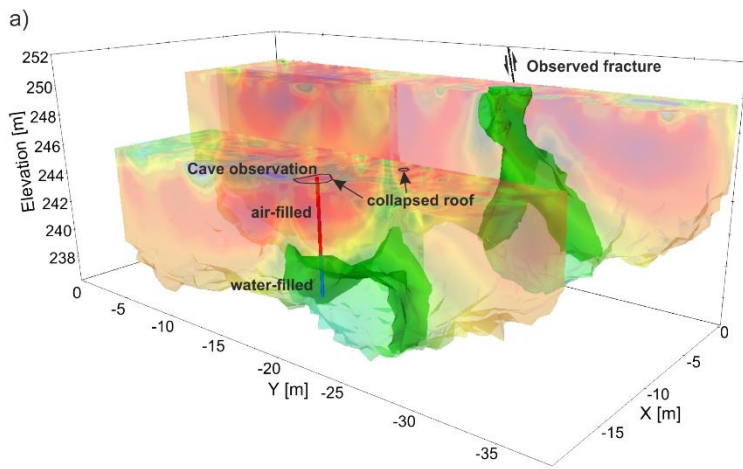 a)
252
250
248
246
244
242
240
238
Elevation [m]
Observed fracture
Cave observation
collapsed roof
air-filled
water-filled
0
-5
-10
-15
-20
-25
-30
-35
Y [m]
0
-5
-10
-15
X [m]